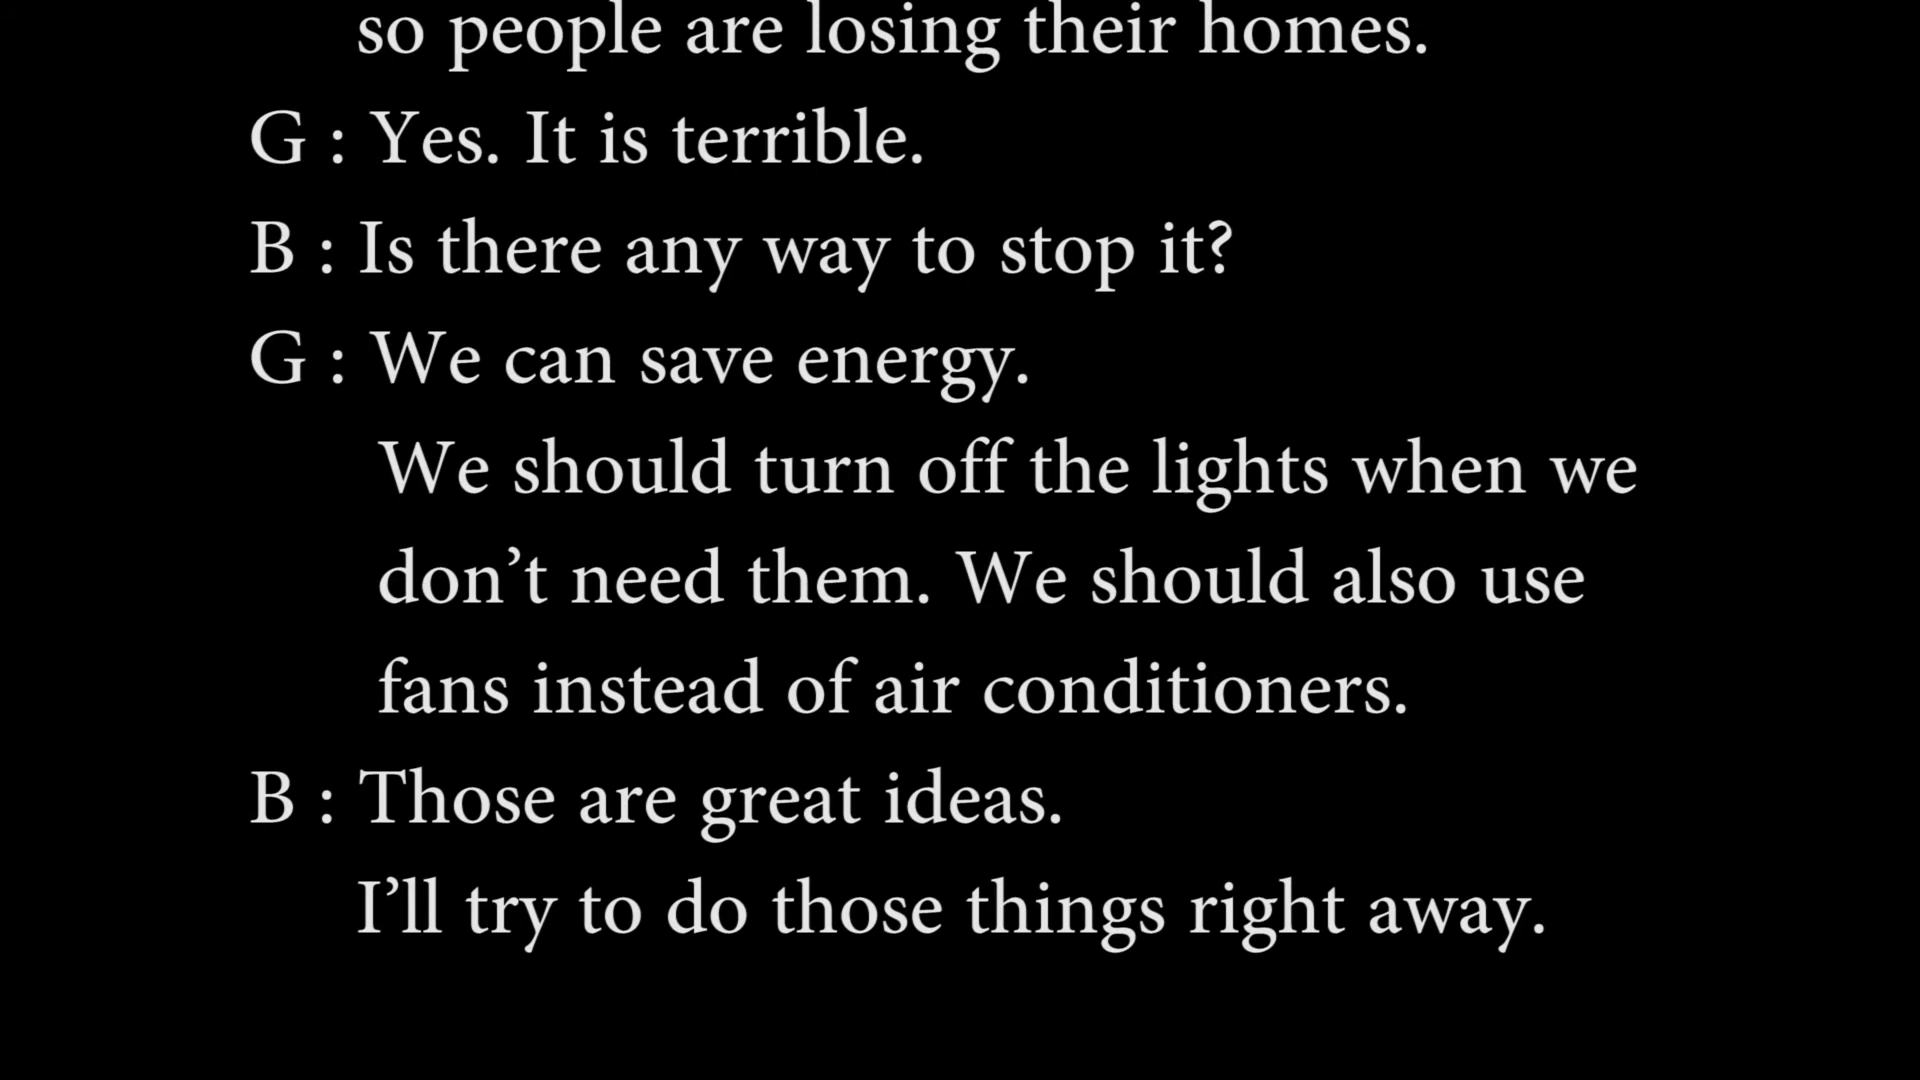 so people are losing their homes.
G : Yes. It is terrible.
B : Is there any way to stop it?
G : We can save energy.
We should turn off the lights when we
don’t need them. We should also use
fans instead of air conditioners.
B : Those are great ideas.
I’ll try to do those things right away.